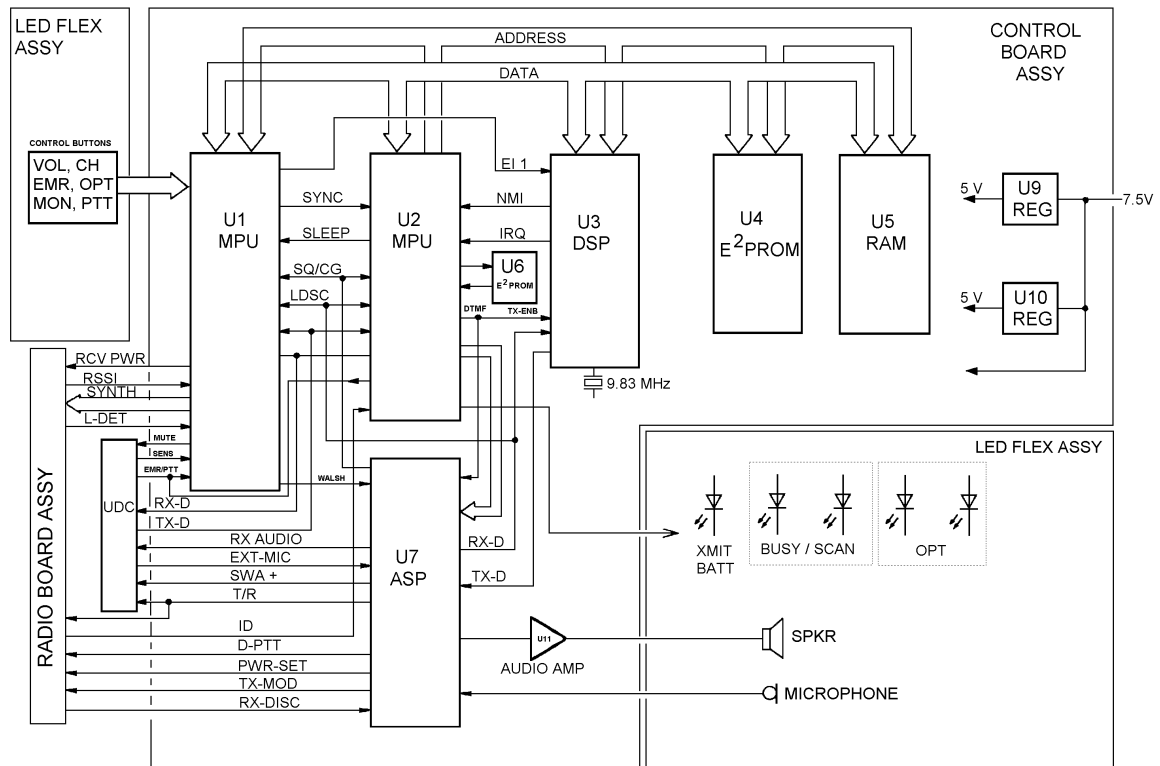 LED FLEX
ASSY
CONTROL BUTTONS
VOL, CH
EMR, OPT
MON, PTT
ADDRESS
DATA
CONTROL
BOARD
ASSY
U1
MPU
U2
MPU
U3
DSP
U4
E²PROM
U5
RAM
U6
E²PROM
5 V
U9
REG
7.5V
5 V
U10
REG
EI 1
SYNC
NMI
SLEEP
IRQ
SQ/CG
LDSC
DTMF
TX-ENB
9.83 MHz
RCV PWR
RSSI
SYNTH
L-DET
MUTE
SENS
EMR/PTT
WALSH
UDC
RX-D
TX-D
RX AUDIO
EXT-MIC
SWA +
T/R
ID
D-PTT
PWR-SET
TX-MOD
RX-DISC
RADIO BOARD ASSY
U7
ASP
RX-D
TX-D
U11
AUDIO AMP
SPKR
MICROPHONE
LED FLEX ASSY
XMIT
BATT
BUSY / SCAN
OPT